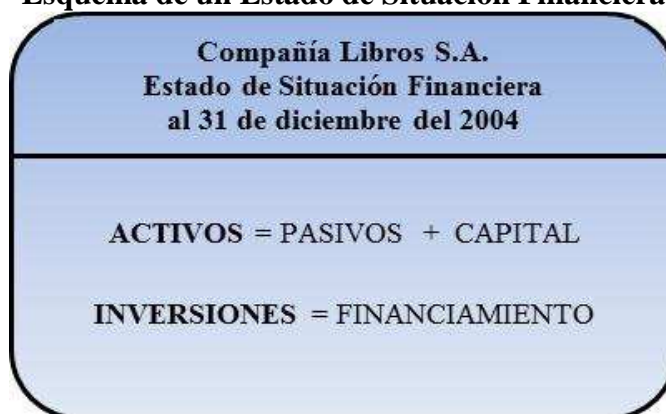 Esquema de un Estado de Situación Financiera
Compañía Libros S.A.
Estado de Situación Financiera
al 31 de diciembre del 2004
ACTIVOS = PASIVOS + CAPITAL
INVERSIONES = FINANCIAMIENTO